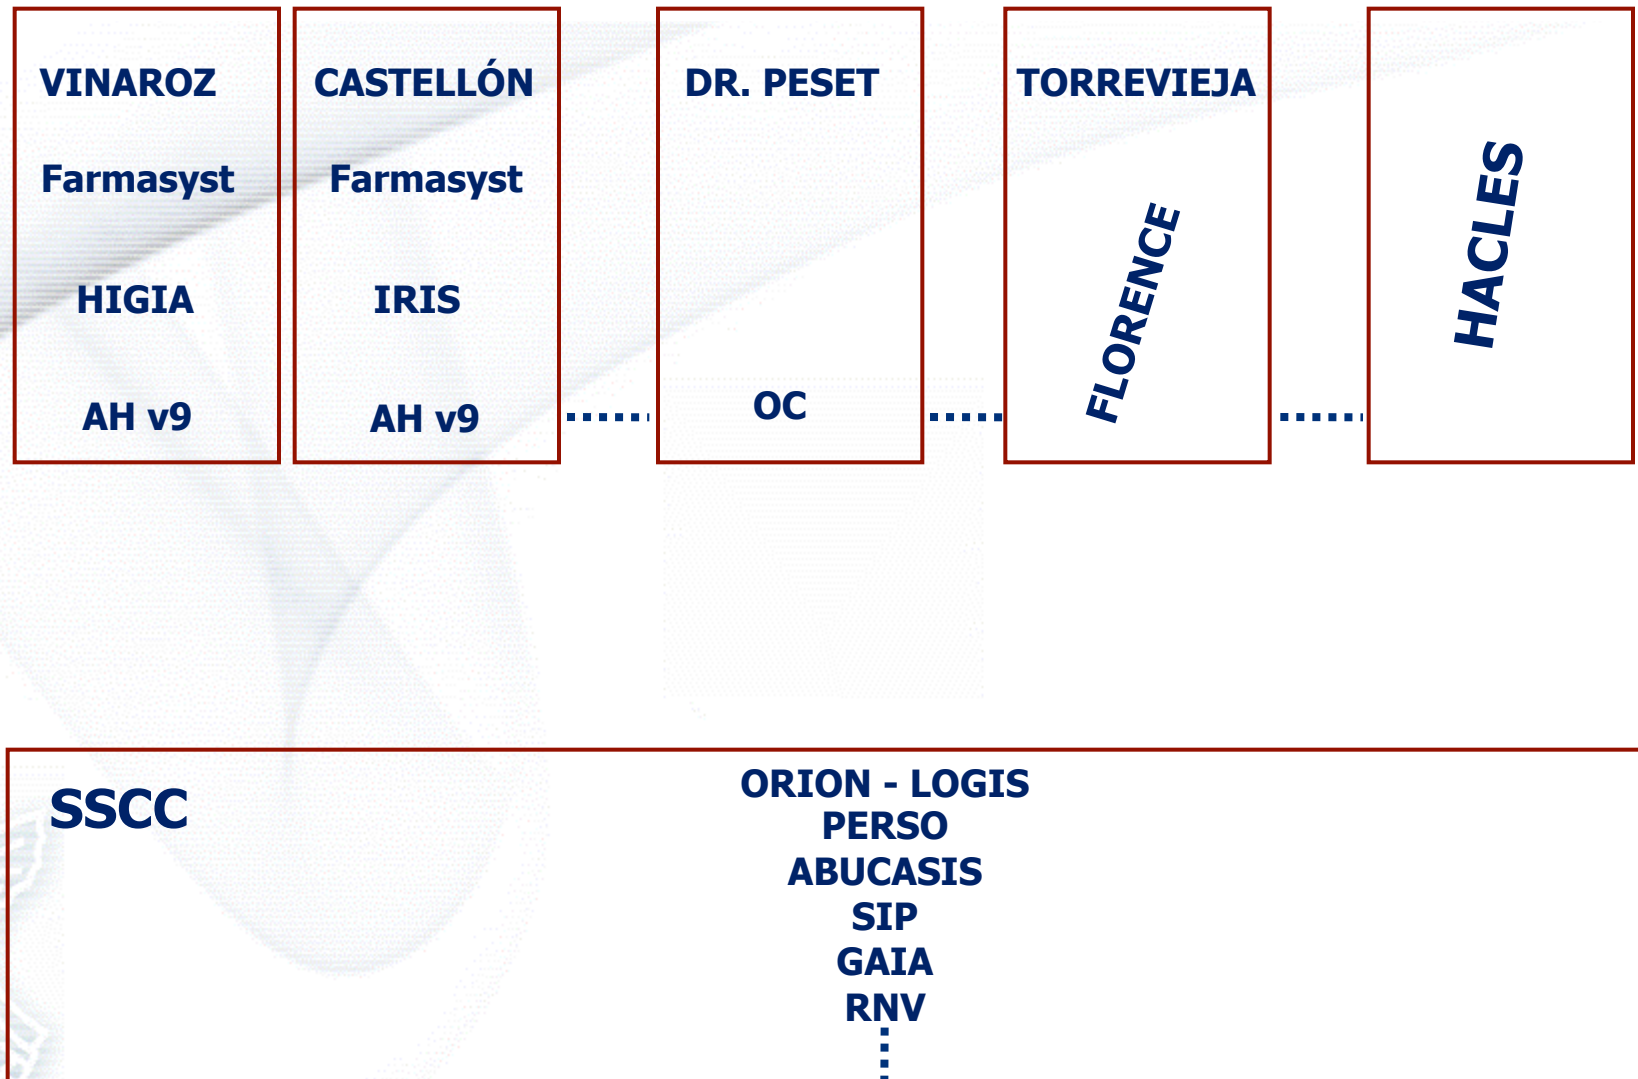 VINAROZ
Farmasyst
HIGIA
AH v9
CASTELLÓN
Farmasyst
IRIS
AH v9
DR. PESET
OC
TORREVIEJA
FLORENCE
HACLES
SSCC
ORION - LOGIS
PERSO
ABUCASIS
SIP
GAIA
RNV